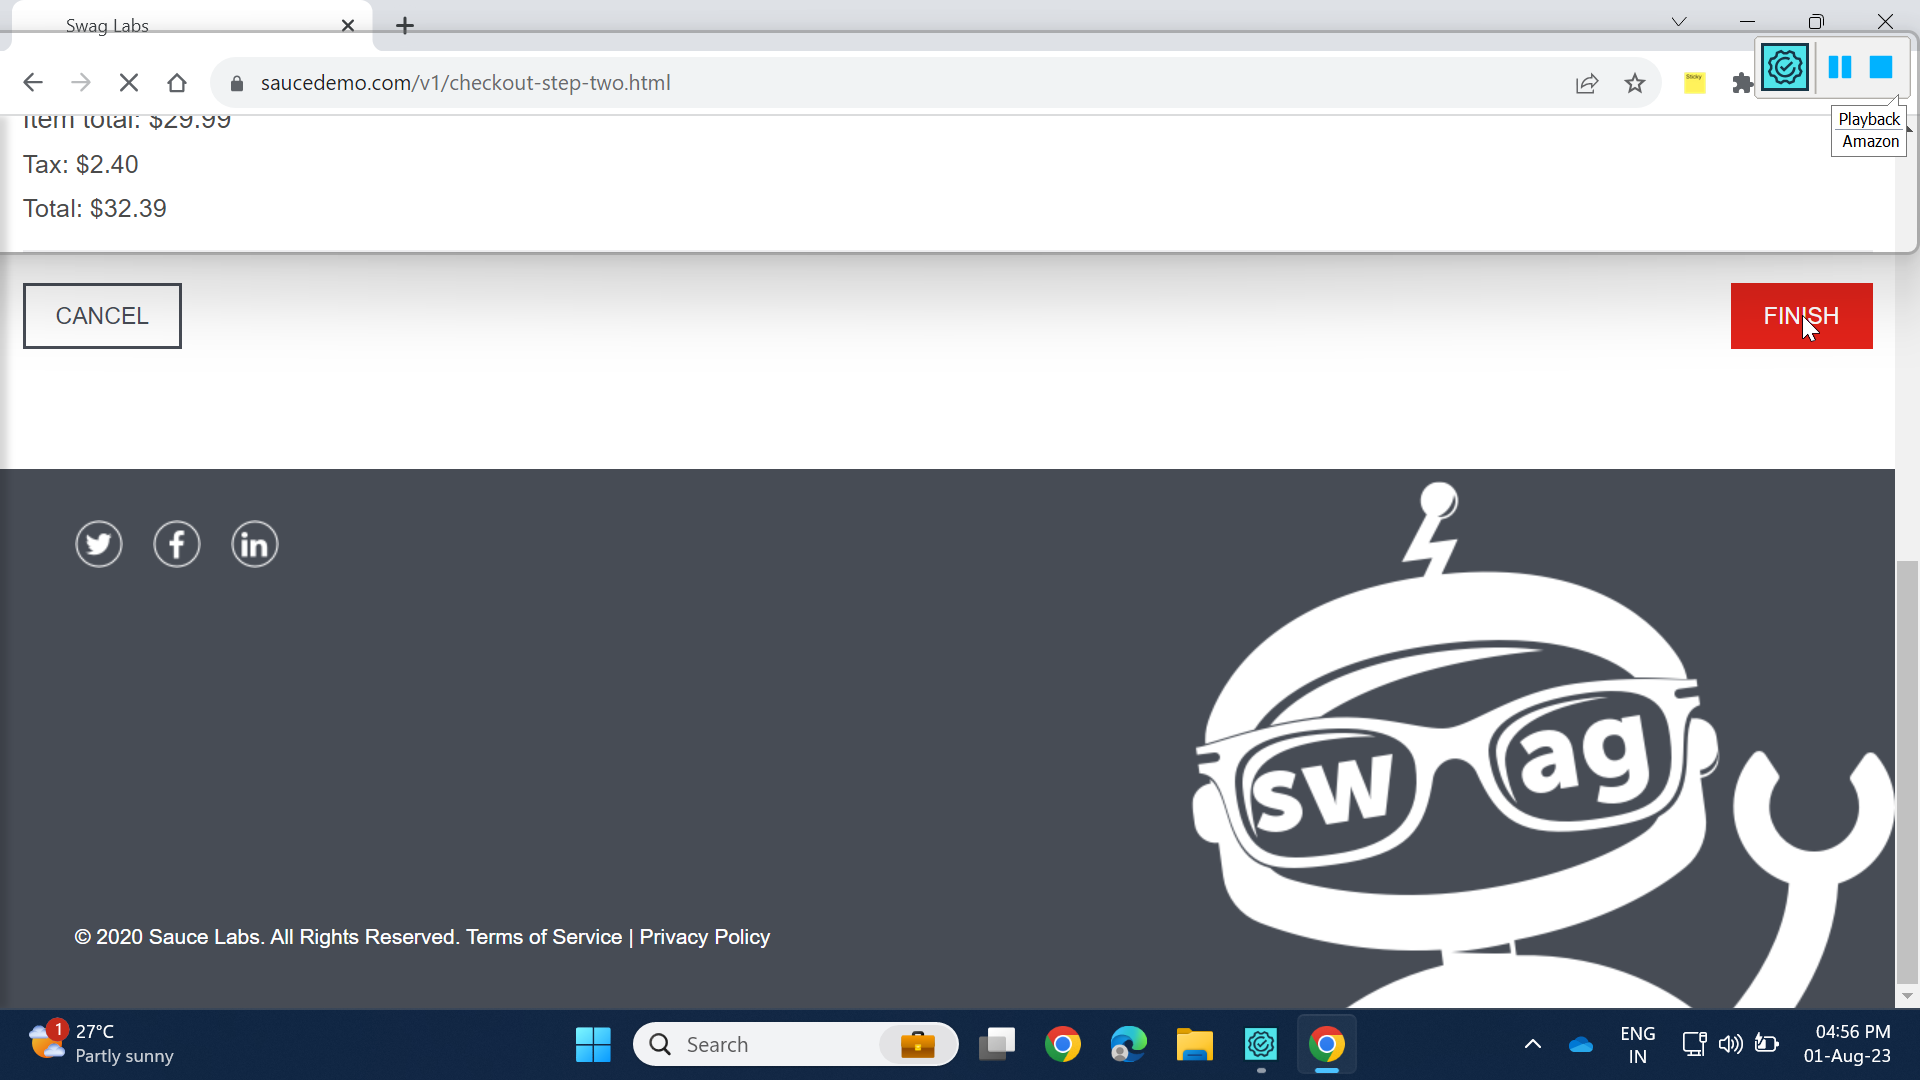 Swag Labs
saucedemo.com/v1/checkout-step-two.html
Sticky
Playback
Amazon
Item total: $29.99
Tax: $2.40
Total: $32.39
CANCEL
FINISH
sw ag
© 2020 Sauce Labs. All Rights Reserved. Terms of Service | Privacy Policy
1
27°C
Partly sunny
Search
ENG
IN
04:56 PM
01-Aug-23